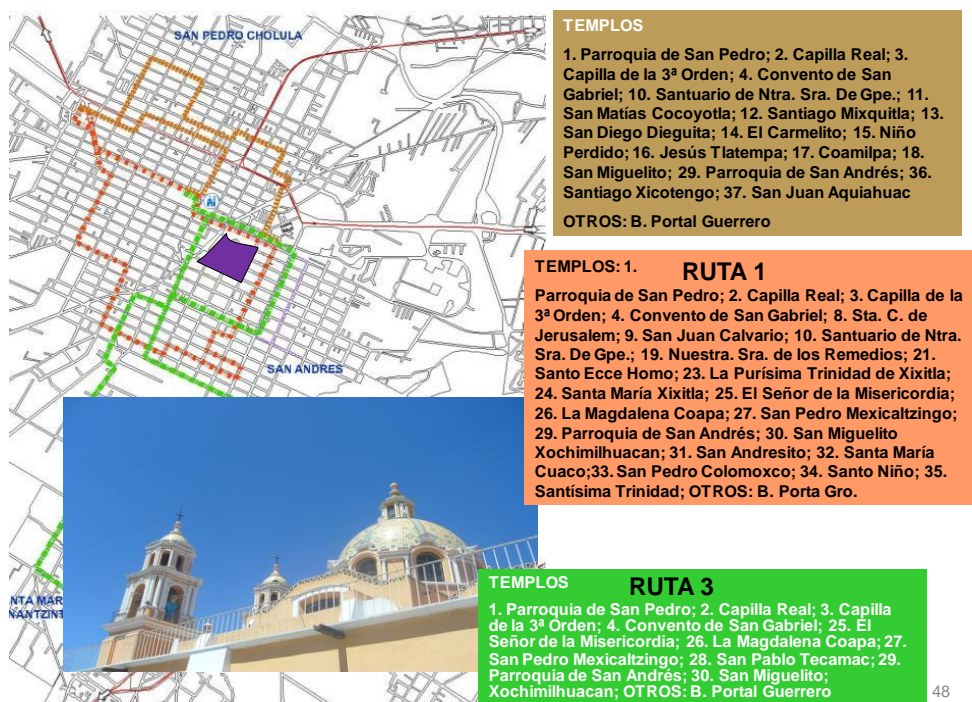 SAN PEDRO CHOLULA
SAN ANDRES
NTA MAR
NANTZINT
TEMPLOS
1. Parroquia de San Pedro; 2. Capilla Real; 3.
Capilla de la 3ª Orden; 4. Convento de San
Gabriel; 10. Santuario de Ntra. Sra. De Gpe.; 11.
San Matías Cocoyotla; 12. Santiago Mixquitla; 13.
San Diego Dieguita; 14. El Carmelito; 15. Niño
Perdido; 16. Jesús Tlatempa; 17. Coamilpa; 18.
San Miguelito; 29. Parroquia de San Andrés; 36.
Santiago Xicotengo; 37. San Juan Aquiahuac
OTROS: B. Portal Guerrero
TEMPLOS: 1. RUTA 1
Parroquia de San Pedro; 2. Capilla Real; 3. Capilla de la
3ª Orden; 4. Convento de San Gabriel; 8. Sta. C. de
Jerusalem; 9. San Juan Calvario; 10. Santuario de Ntra.
Sra. De Gpe.; 19. Nuestra. Sra. de los Remedios; 21.
Santo Ecce Homo; 23. La Purísima Trinidad de Xixitla;
24. Santa María Xixitla; 25. El Señor de la Misericordia;
26. La Magdalena Coapa; 27. San Pedro Mexicaltzingo;
29. Parroquia de San Andrés; 30. San Miguelito
Xochimilhuacan; 31. San Andresito; 32. Santa María
Cuaco;33. San Pedro Colomoxco; 34. Santo Niño; 35.
Santísima Trinidad; OTROS: B. Porta Gro.
TEMPLOS RUTA 3
1. Parroquia de San Pedro; 2. Capilla Real; 3. Capilla
de la 3ª Orden; 4. Convento de San Gabriel; 25. El
Señor de la Misericordia; 26. La Magdalena Coapa; 27.
San Pedro Mexicaltzingo; 28. San Pablo Tecamac; 29.
Parroquia de San Andrés; 30. San Miguelito;
Xochimilhuacan; OTROS: B. Portal Guerrero
48